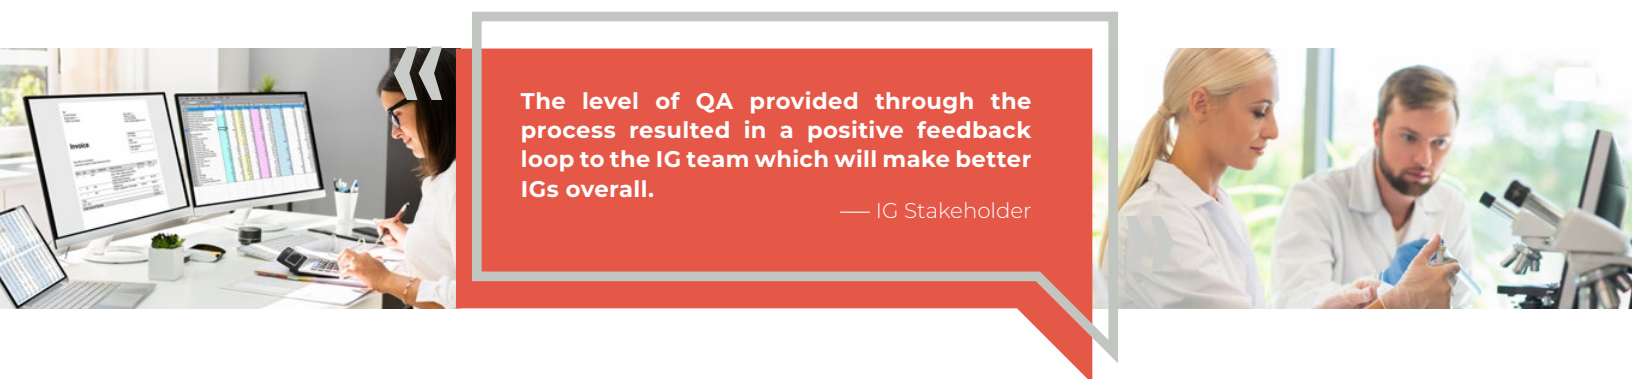 Invoice
The level of QA provided through the
process resulted in a positive feedback
loop to the IG team which will make better
IGs overall.
— IG Stakeholder